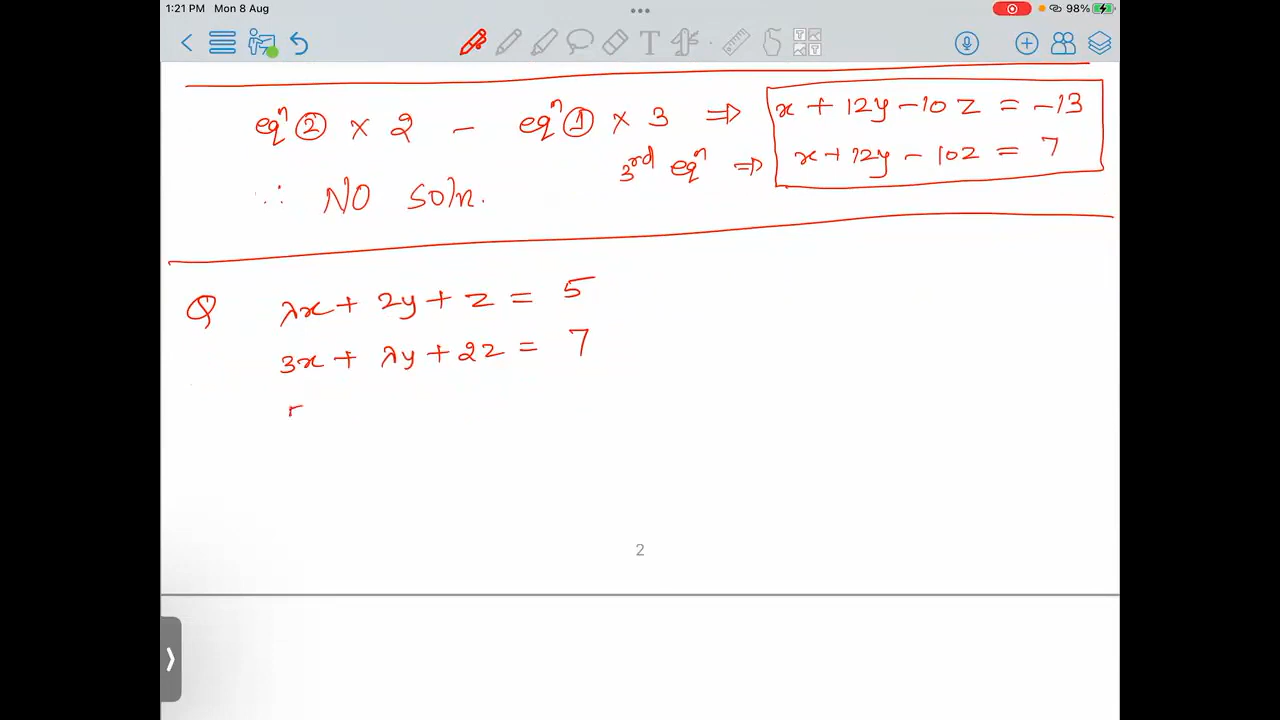 1:21 PM Mon 8 Aug
98%
eqⁿ ② × 2 – eqⁿ ① × 3 ⇒ x + 12y – 10z = –13
3rd eqⁿ ⇒ x + 12y – 10z = 7
∴ NO soln.
Q λx + 2y + z = 5
3x + λy + 2z = 7
2